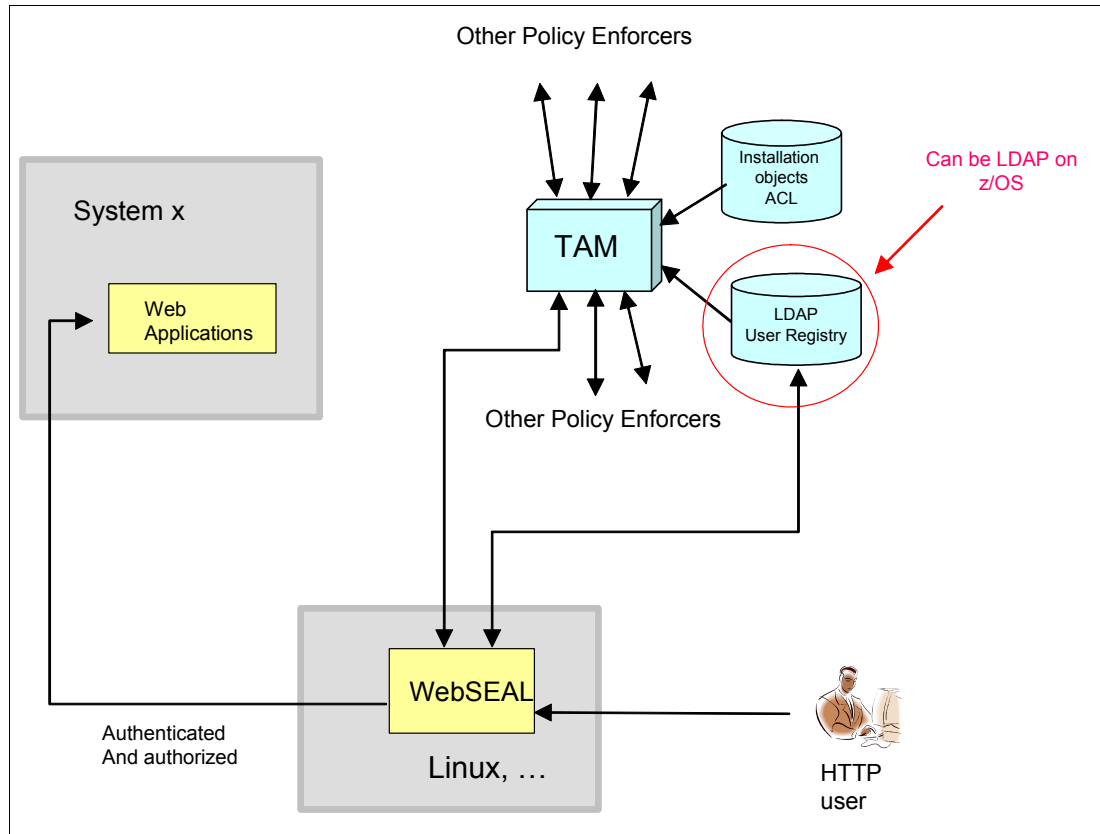 Other Policy Enforcers
Installation
objects
ACL
Can be LDAP on
z/OS
System x
TAM
Web
Applications
LDAP
User Registry
Other Policy Enforcers
WebSEAL
Authenticated
And authorized
Linux, …
HTTP
user